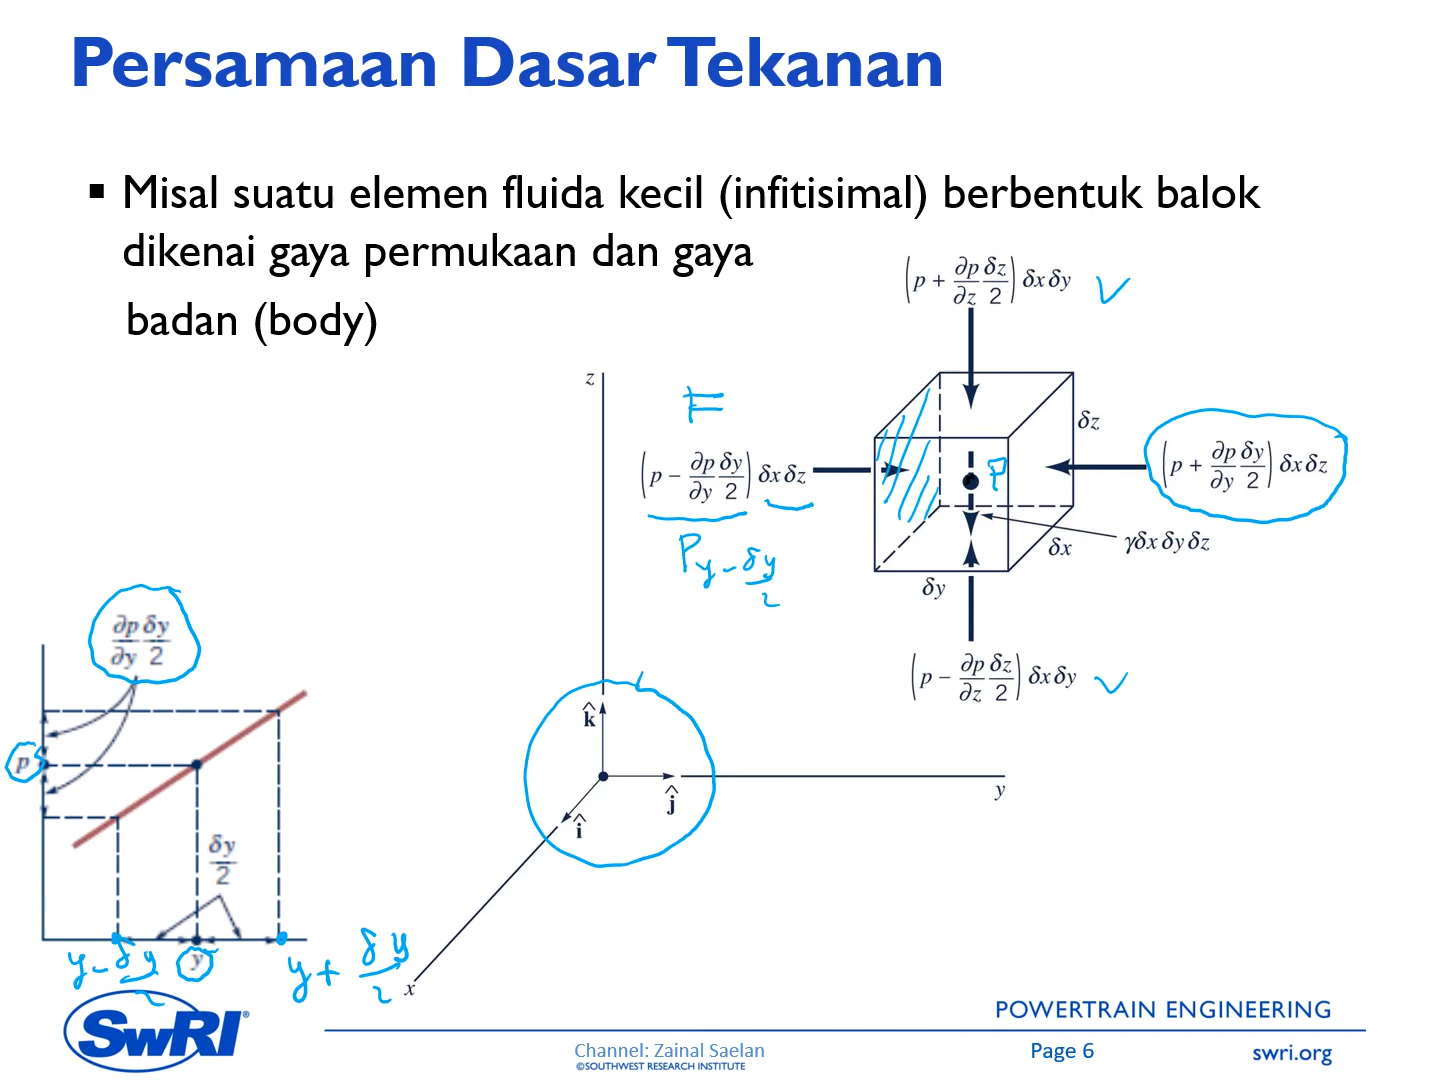 Persamaan Dasar Tekanan
▪ Misal suatu elemen fluida kecil (infitisimal) berbentuk balok
dikenai gaya permukaan dan gaya
badan (body)
(p + ∂p/∂z δz/2) δx δy
z
F
δz
(p − ∂p/∂y δy/2) δx δz
P
(p + ∂p/∂y δy/2) δx δz
P y − δy/2
δx
γδx δy δz
δy
(p − ∂p/∂z δz/2) δx δy
∂p/∂y δy/2
p
k̂
ĵ
î
y
x
δy/2
y − δy/2
y
y + δy/2
SwRI®
POWERTRAIN ENGINEERING
Channel: Zainal Saelan
©SOUTHWEST RESEARCH INSTITUTE
Page 6
swri.org